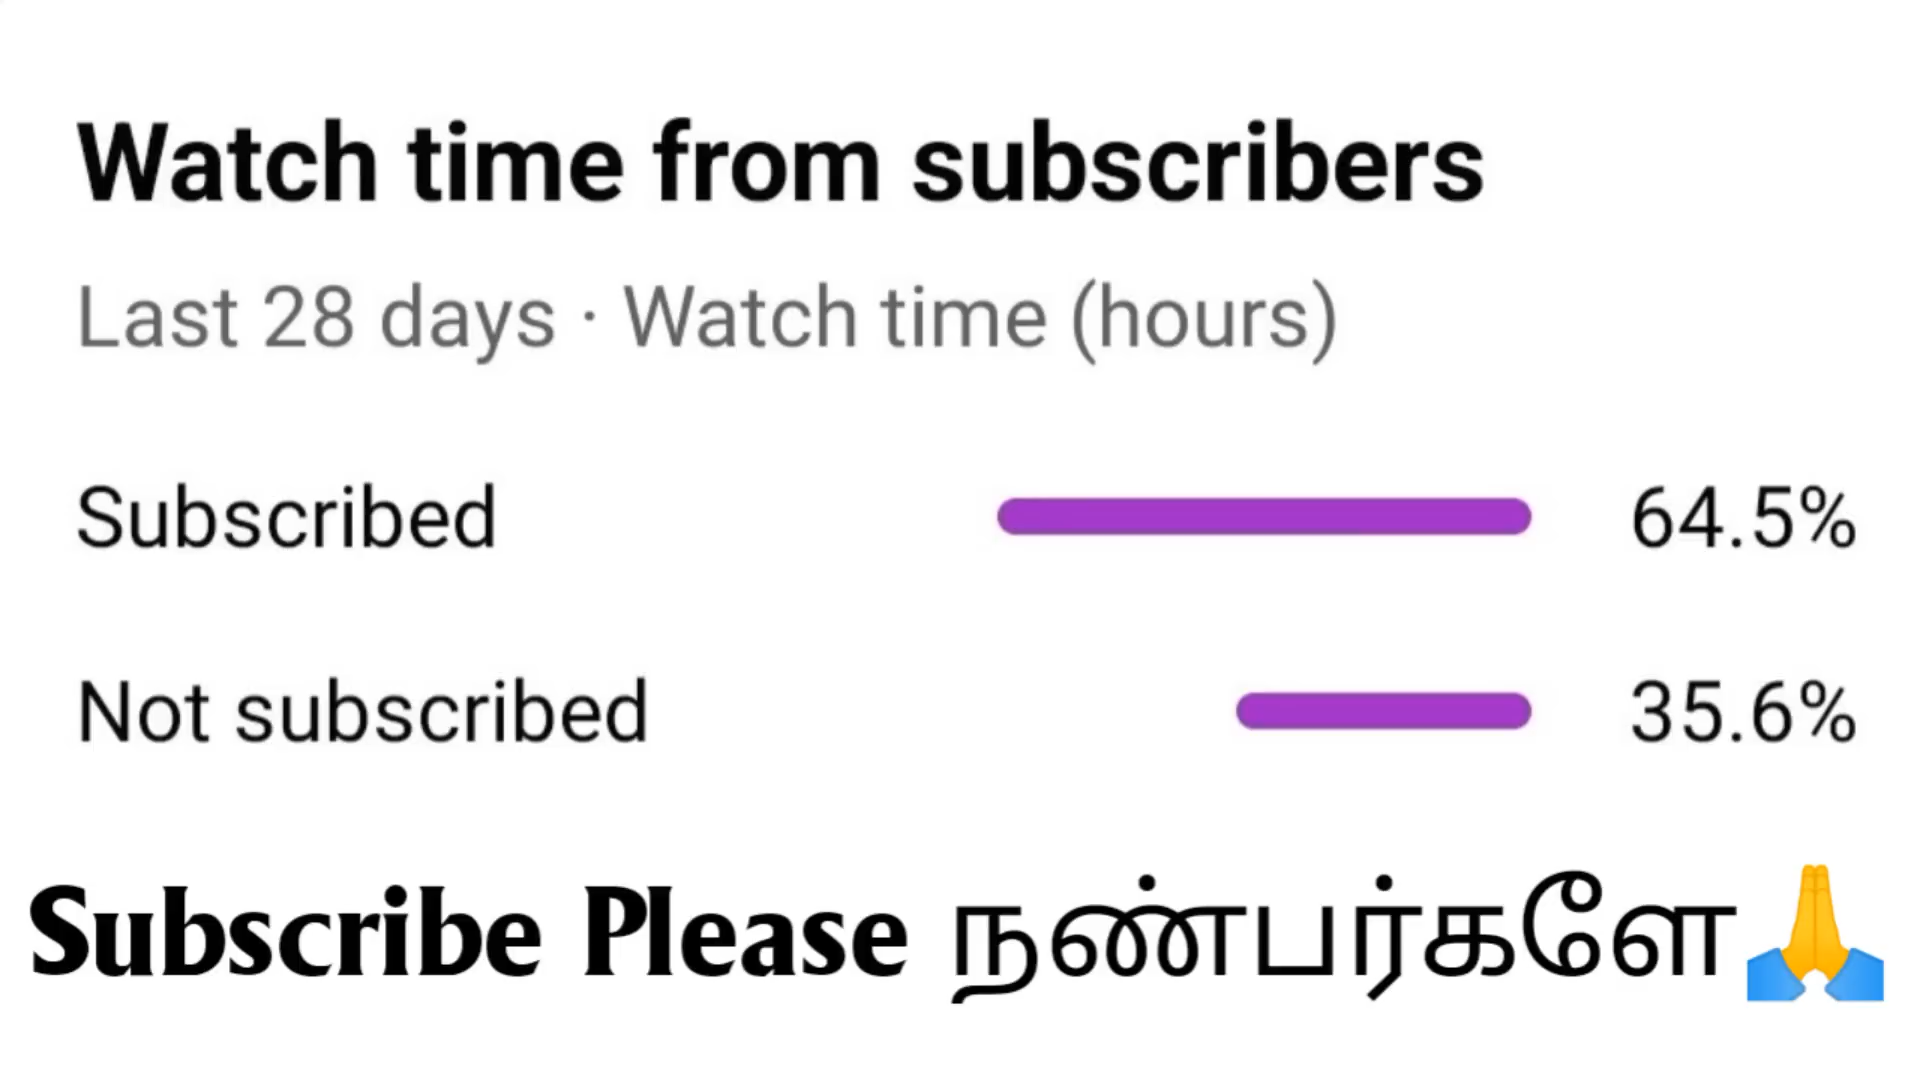 Watch time from subscribers
Last 28 days · Watch time (hours)
Subscribed 64.5%
Not subscribed 35.6%
Subscribe Please நண்பர்களே🙏